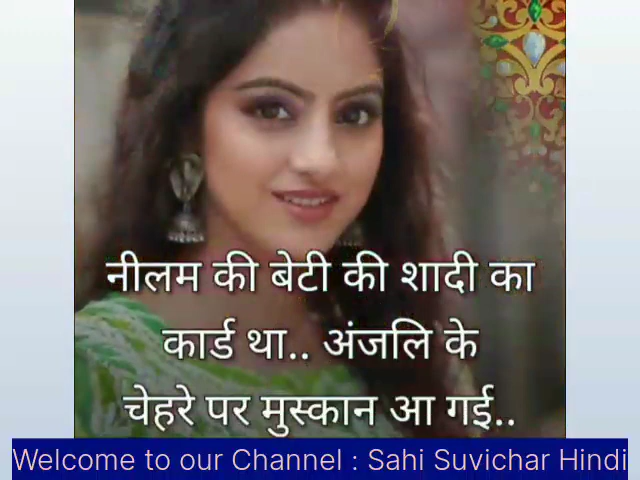 नीलम की बेटी की शादी का
कार्ड था.. अंजलि के
चेहरे पर मुस्कान आ गई..
Welcome to our Channel : Sahi Suvichar Hindi